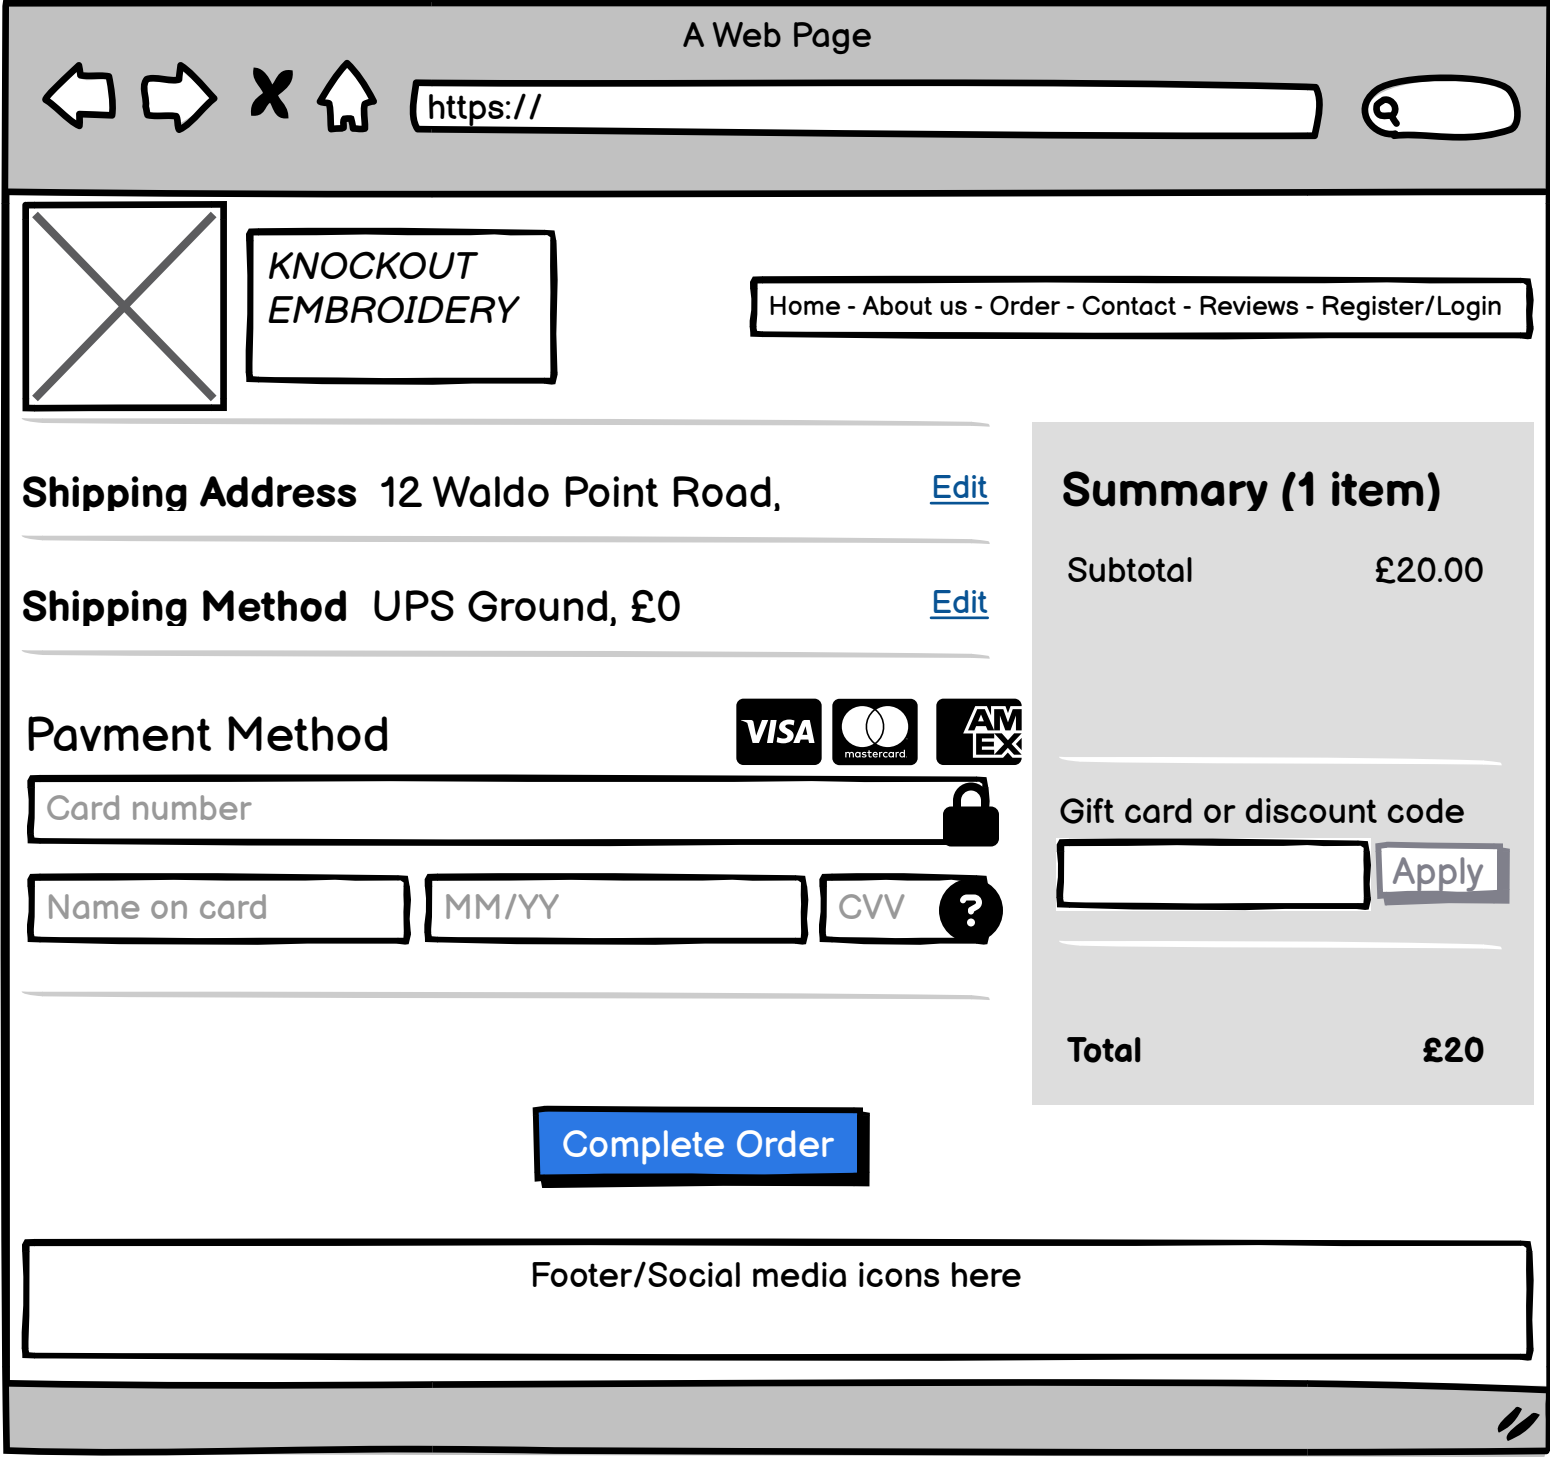 A Web Page
https://
KNOCKOUT
EMBROIDERY
Home - About us - Order - Contact - Reviews - Register/Login
Shipping Address 12 Waldo Point Road,
Edit
Shipping Method UPS Ground, £0
Edit
Payment Method
VISA
mastercard
AM
EX
Card number
Name on card
MM/YY
CVV
?
Summary (1 item)
Subtotal £20.00
Gift card or discount code
Apply
Total £20
Complete Order
Footer/Social media icons here